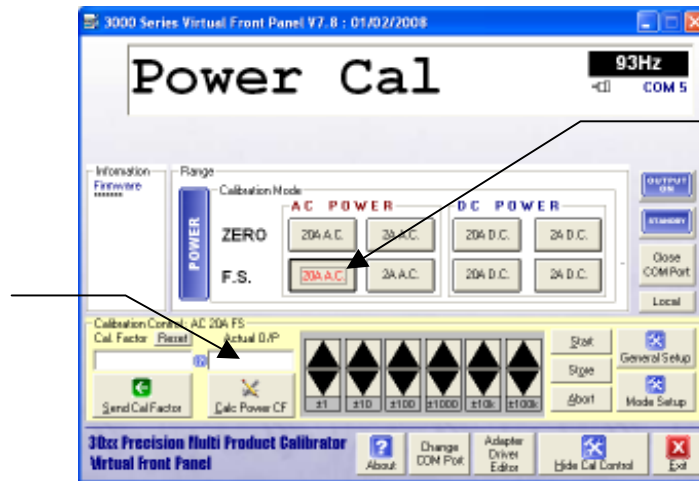 3000 Series Virtual Front Panel V7.8 : 01/02/2008
Power Cal
93Hz
COM 5
Information
Firmware
Range
Calibration Mode
AC POWER
DC POWER
POWER
ZERO
20A A.C.
2A A.C.
20A D.C.
2A D.C.
F.S.
20A A.C.
2A A.C.
20A D.C.
2A D.C.
OUTPUT ON
STANDBY
Close COM Port
Local
Calibration Control : AC 20A FS
Cal. Factor
Reset
Actual O/P
Send Cal Factor
Calc Power CF
±1
±10
±100
±1000
±10k
±100k
Start
Store
Abort
General Setup
Mode Setup
30xx Precision Multi Product Calibrator
Virtual Front Panel
About
Change COM Port
Adapter Driver Editor
Hide Cal Control
Exit